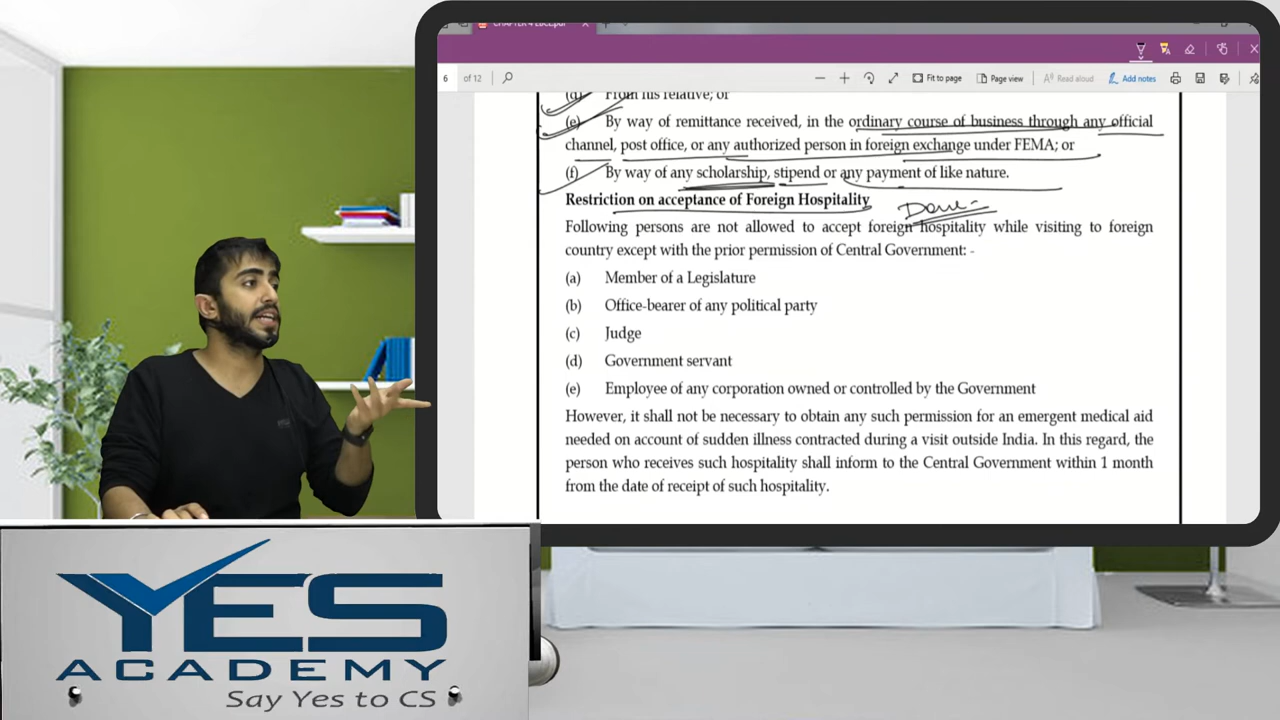 CHAPTER 4 EBCL.pdf
6 of 12
Fit to page
Page view
Read aloud
Add notes
(d) From his relative; or
(e) By way of remittance received, in the ordinary course of business through any official
channel, post office, or any authorized person in foreign exchange under FEMA; or
(f) By way of any scholarship, stipend or any payment of like nature.
Restriction on acceptance of Foreign Hospitality
Done
Following persons are not allowed to accept foreign hospitality while visiting to foreign
country except with the prior permission of Central Government: -
(a) Member of a Legislature
(b) Office-bearer of any political party
(c) Judge
(d) Government servant
(e) Employee of any corporation owned or controlled by the Government
However, it shall not be necessary to obtain any such permission for an emergent medical aid
needed on account of sudden illness contracted during a visit outside India. In this regard, the
person who receives such hospitality shall inform to the Central Government within 1 month
from the date of receipt of such hospitality.
YES
ACADEMY
Say Yes to CS